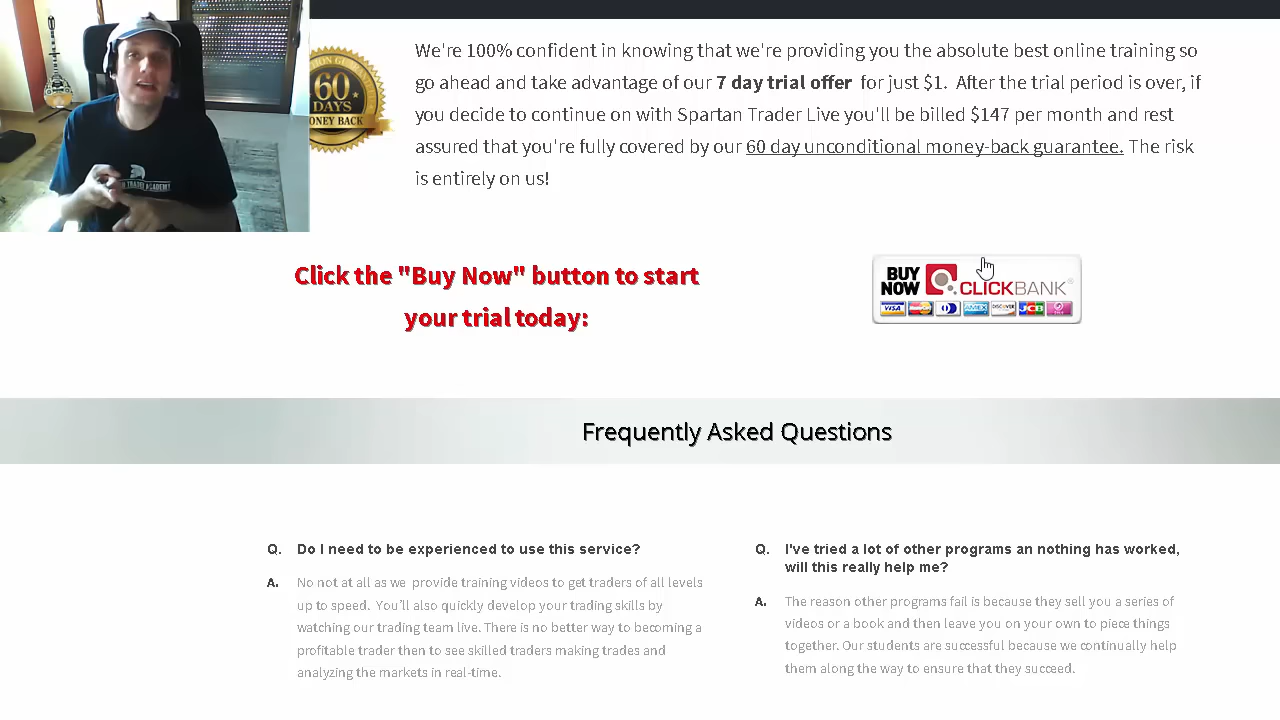 We're 100% confident in knowing that we're providing you the absolute best online training so
go ahead and take advantage of our 7 day trial offer for just $1. After the trial period is over, if
you decide to continue on with Spartan Trader Live you'll be billed $147 per month and rest
assured that you're fully covered by our 60 day unconditional money-back guarantee. The risk
is entirely on us!
60
DAYS
MONEY BACK
TRADER ACADEMY
Click the "Buy Now" button to start
your trial today:
BUY
NOW
CLICKBANK®
VISA
AMEX
DISCOVER
JCB
Frequently Asked Questions
Q. Do I need to be experienced to use this service?
A. No not at all as we provide training videos to get traders of all levels
up to speed. You'll also quickly develop your trading skills by
watching our trading team live. There is no better way to becoming a
profitable trader then to see skilled traders making trades and
analyzing the markets in real-time.
Q. I've tried a lot of other programs an nothing has worked,
will this really help me?
A. The reason other programs fail is because they sell you a series of
videos or a book and then leave you on your own to piece things
together. Our students are successful because we continually help
them along the way to ensure that they succeed.